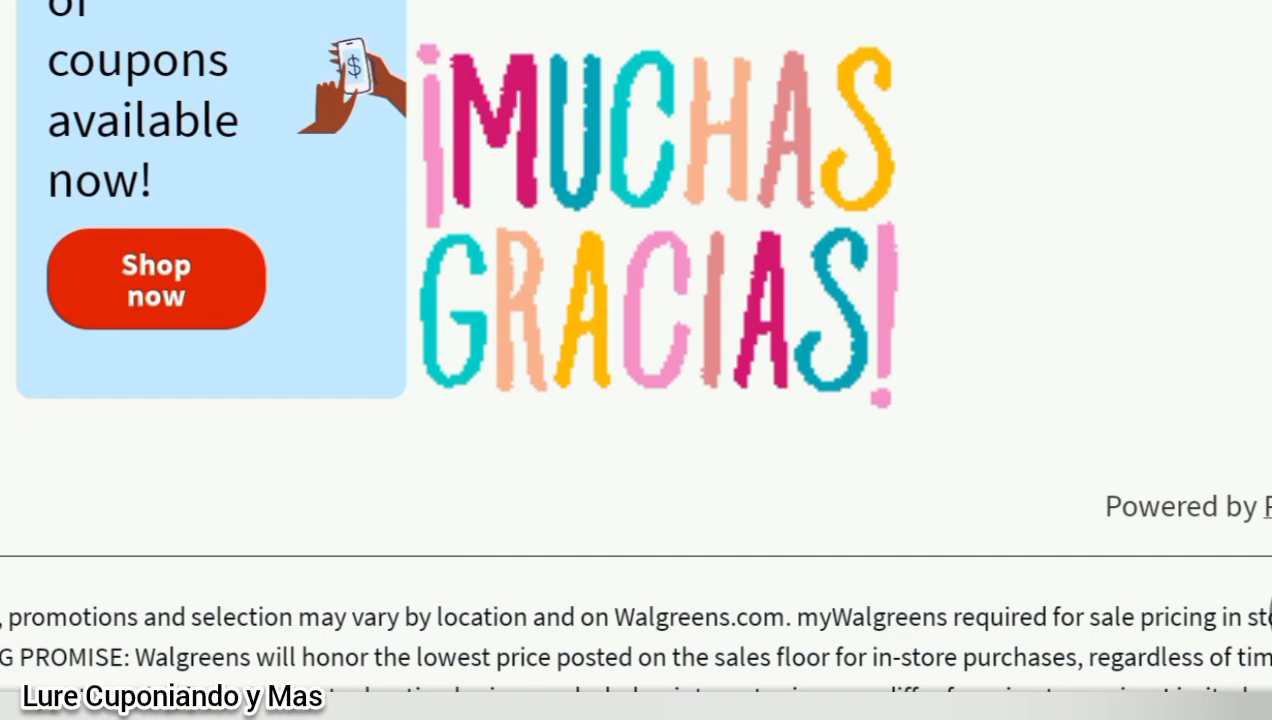 of
coupons
available
now!
Shop
now
¡MUCHAS
GRACIAS!
Powered by
, promotions and selection may vary by location and on Walgreens.com. myWalgreens required for sale pricing in
G PROMISE: Walgreens will honor the lowest price posted on the sales floor for in-store purchases, regardless of
Lure Cuponiando y Mas